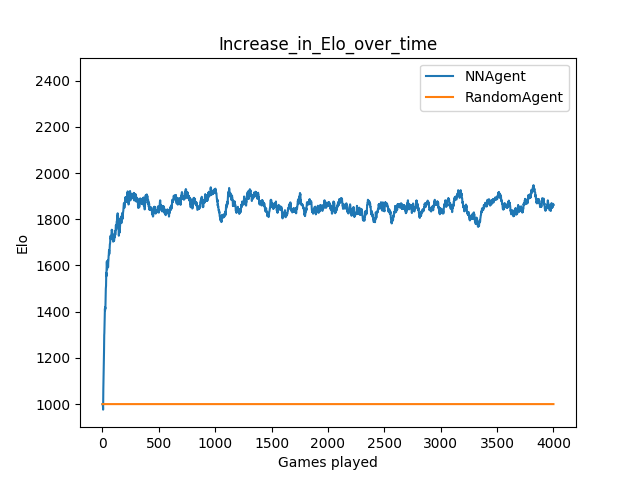 Increase_in_Elo_over_time
NNAgent
RandomAgent
2400
2200
2000
1800
1600
1400
1200
1000
Elo
0 500 1000 1500 2000 2500 3000 3500 4000
Games played